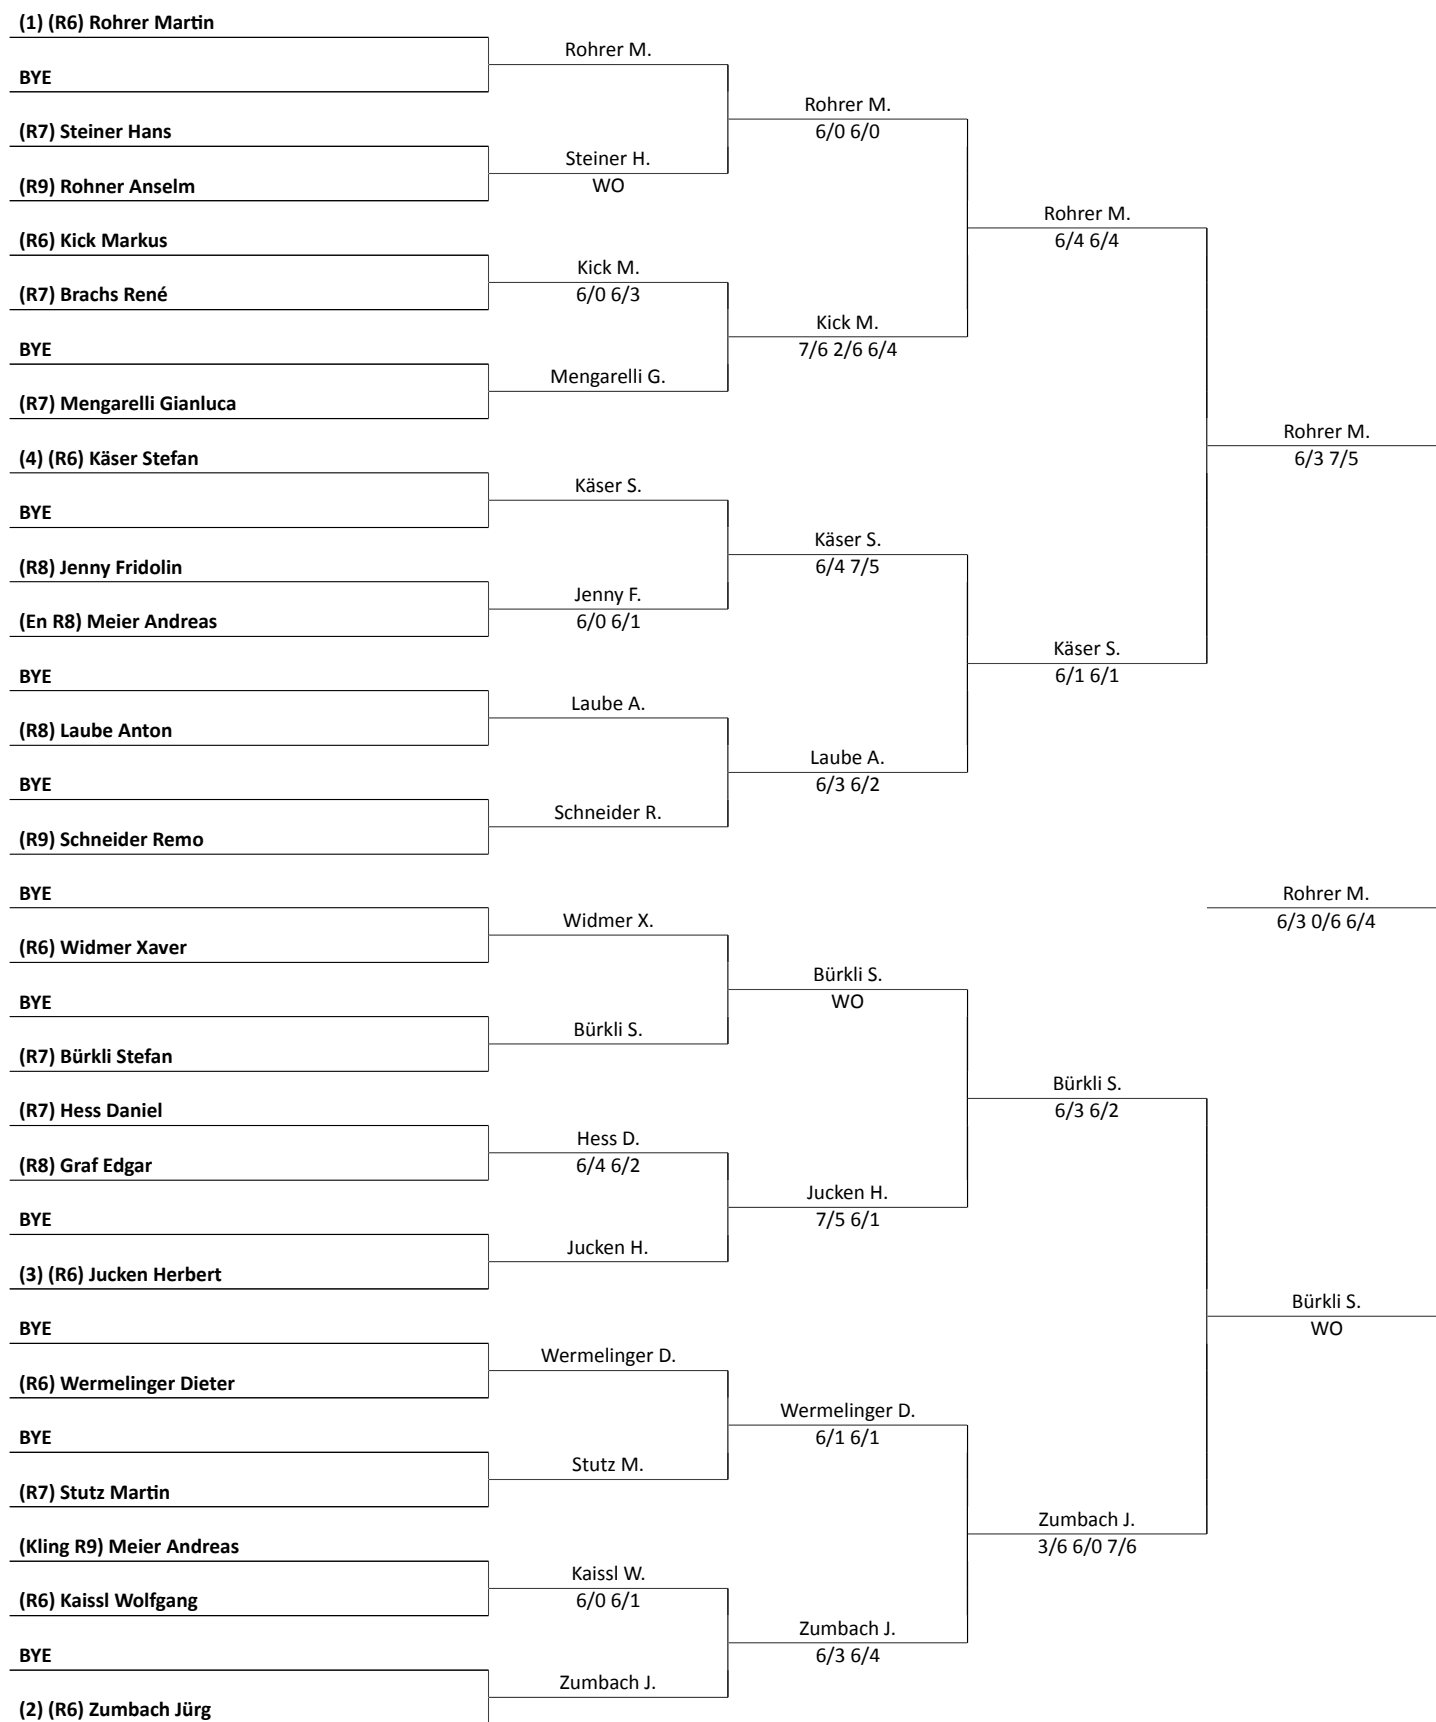 (1) (R6) Rohrer Martin
Rohrer M.
BYE
Rohrer M.
6/0 6/0
(R7) Steiner Hans
Steiner H.
WO
(R9) Rohner Anselm
Rohrer M.
6/4 6/4
(R6) Kick Markus
Kick M.
6/0 6/3
(R7) Brachs René
Kick M.
7/6 2/6 6/4
BYE
Mengarelli G.
(R7) Mengarelli Gianluca
Rohrer M.
6/3 7/5
(4) (R6) Käser Stefan
Käser S.
BYE
Käser S.
6/4 7/5
(R8) Jenny Fridolin
Jenny F.
6/0 6/1
(En R8) Meier Andreas
Käser S.
6/1 6/1
BYE
Laube A.
(R8) Laube Anton
Laube A.
6/3 6/2
BYE
Schneider R.
(R9) Schneider Remo
BYE
Rohrer M.
6/3 0/6 6/4
Widmer X.
(R6) Widmer Xaver
Bürkli S.
WO
BYE
Bürkli S.
(R7) Bürkli Stefan
Bürkli S.
6/3 6/2
(R7) Hess Daniel
Hess D.
6/4 6/2
(R8) Graf Edgar
Jucken H.
7/5 6/1
BYE
Jucken H.
(3) (R6) Jucken Herbert
Bürkli S.
WO
BYE
Wermelinger D.
(R6) Wermelinger Dieter
Wermelinger D.
6/1 6/1
BYE
Stutz M.
(R7) Stutz Martin
Zumbach J.
3/6 6/0 7/6
(Kling R9) Meier Andreas
Kaissl W.
6/0 6/1
(R6) Kaissl Wolfgang
Zumbach J.
6/3 6/4
BYE
Zumbach J.
(2) (R6) Zumbach Jürg